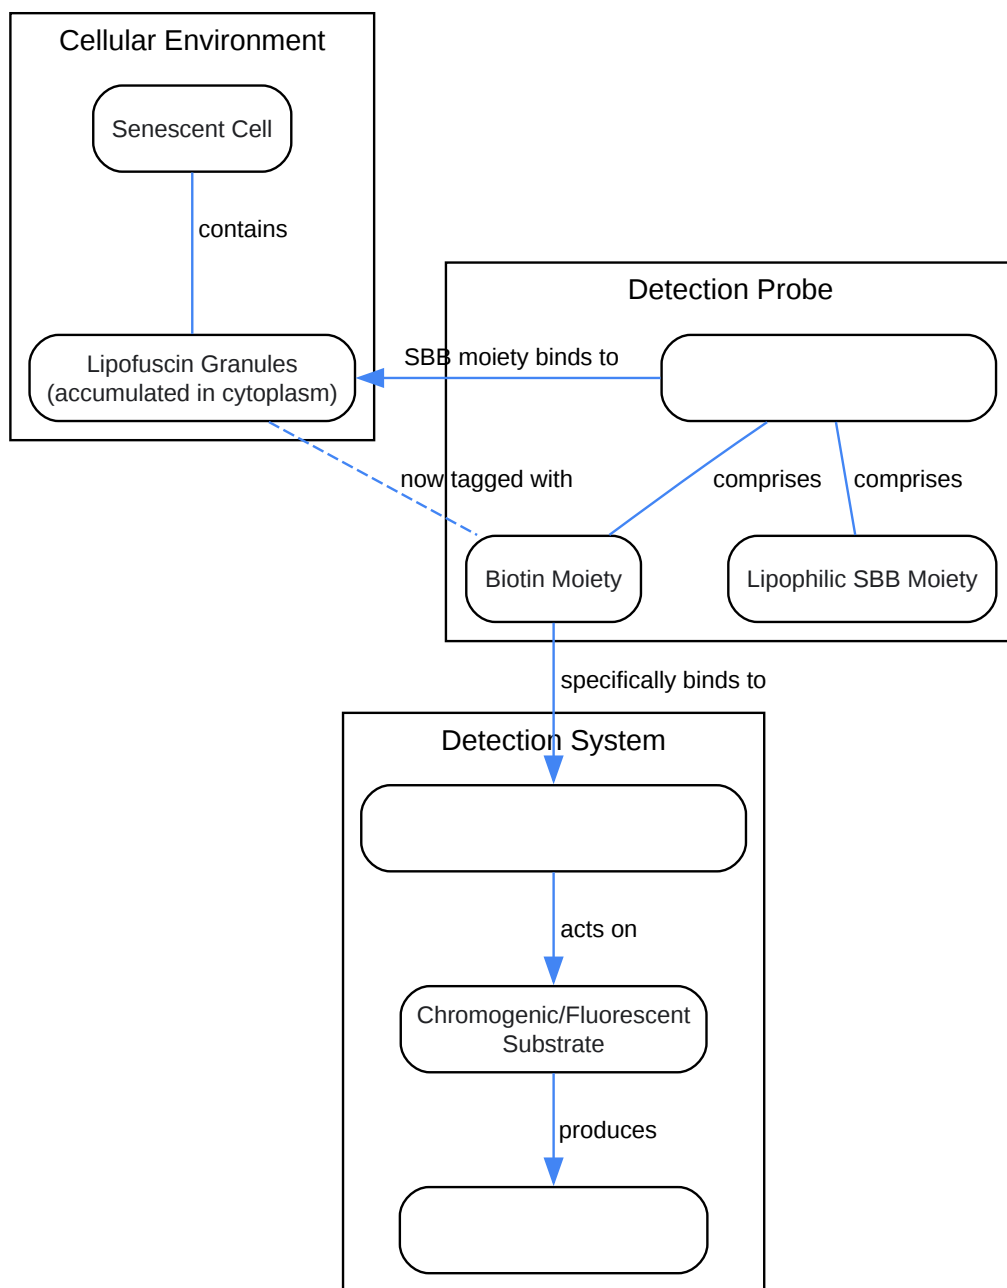 Cellular Environment
Senescent Cell
contains
Detection Probe
Lipofuscin Granules
(accumulated in cytoplasm)
SBB moiety binds to
now tagged with
comprises
comprises
Biotin Moiety
Lipophilic SBB Moiety
specifically binds to
Detection System
acts on
Chromogenic/Fluorescent
Substrate
produces